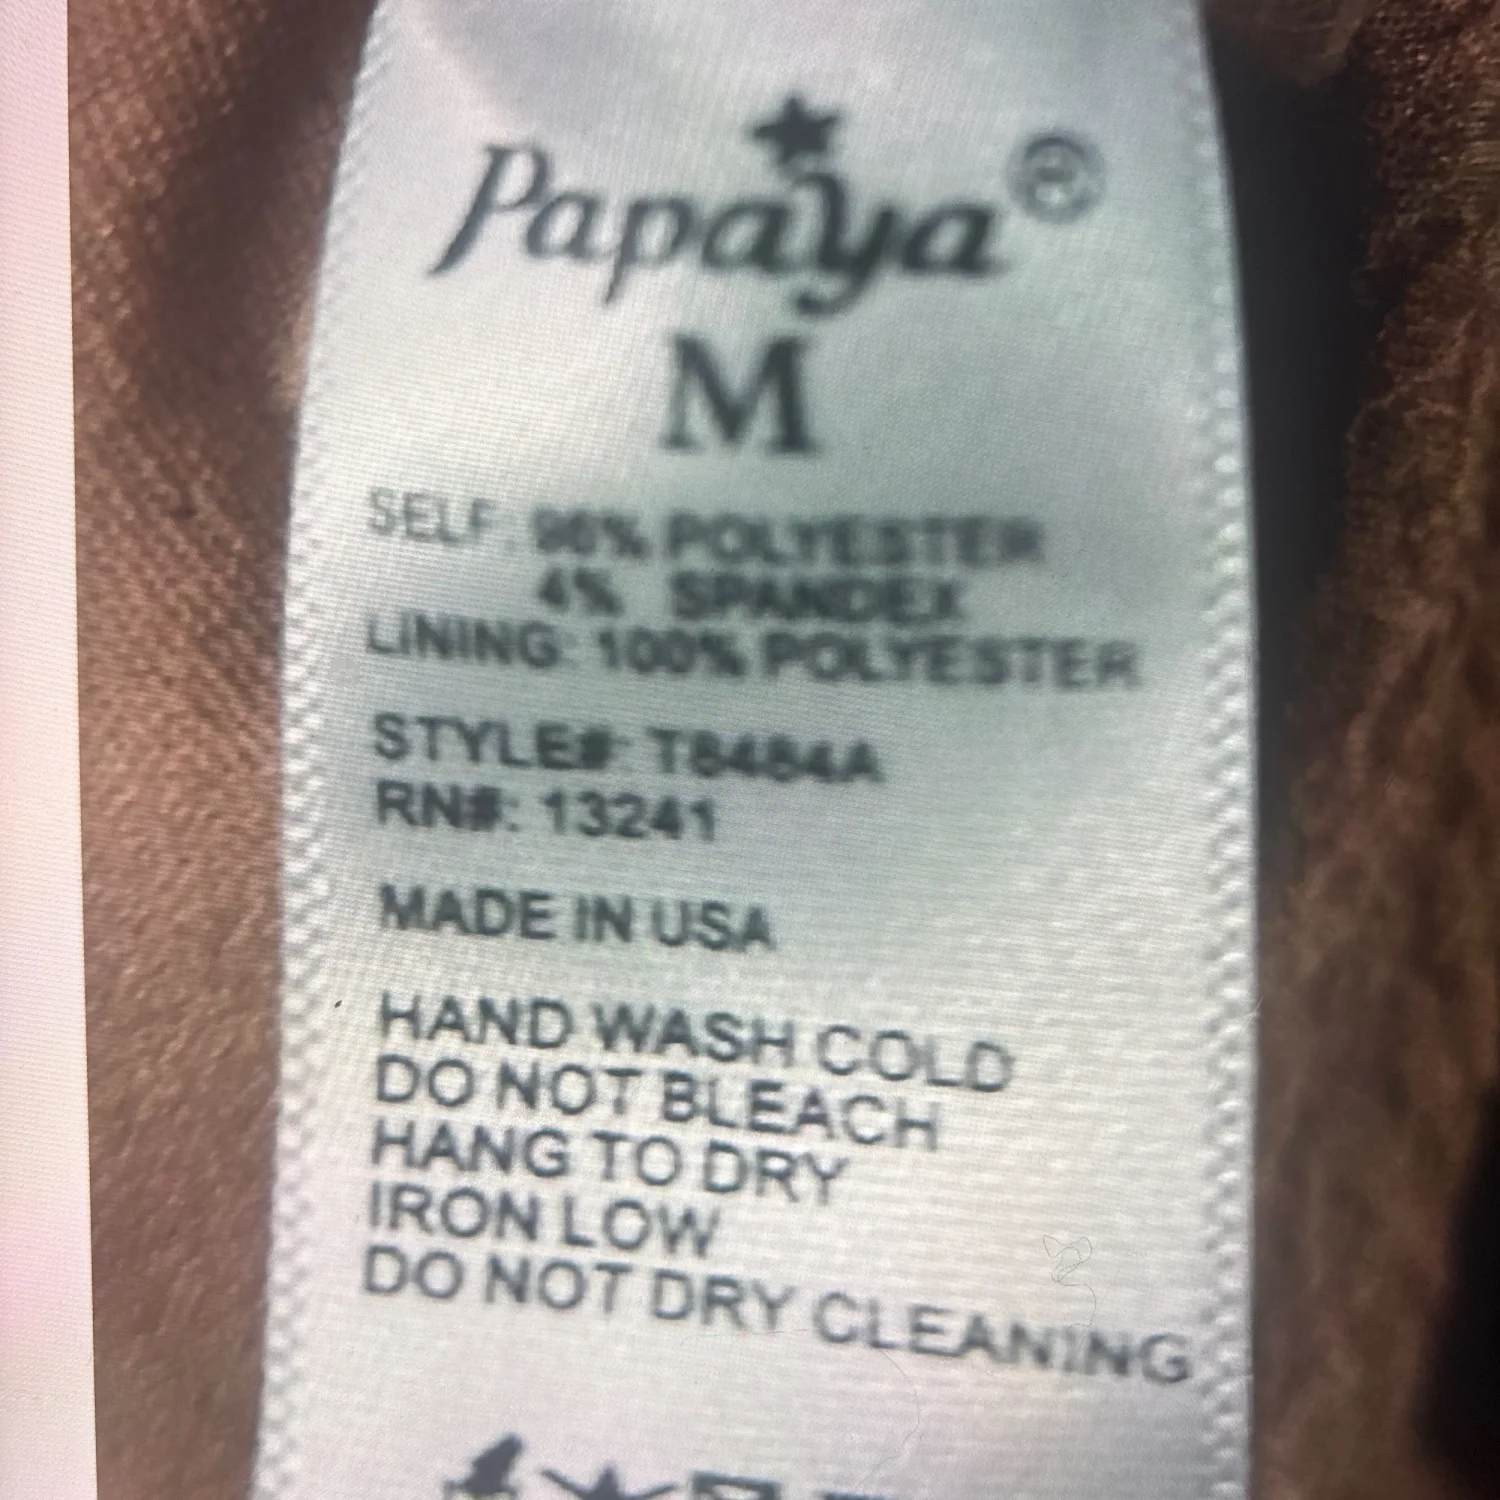 Papaya®
M
SELF: 96% POLYESTER
4% SPANDEX
LINING: 100% POLYESTER
STYLE#: T8484A
RN#: 13241
MADE IN USA
HAND WASH COLD
DO NOT BLEACH
HANG TO DRY
IRON LOW
DO NOT DRY CLEANING